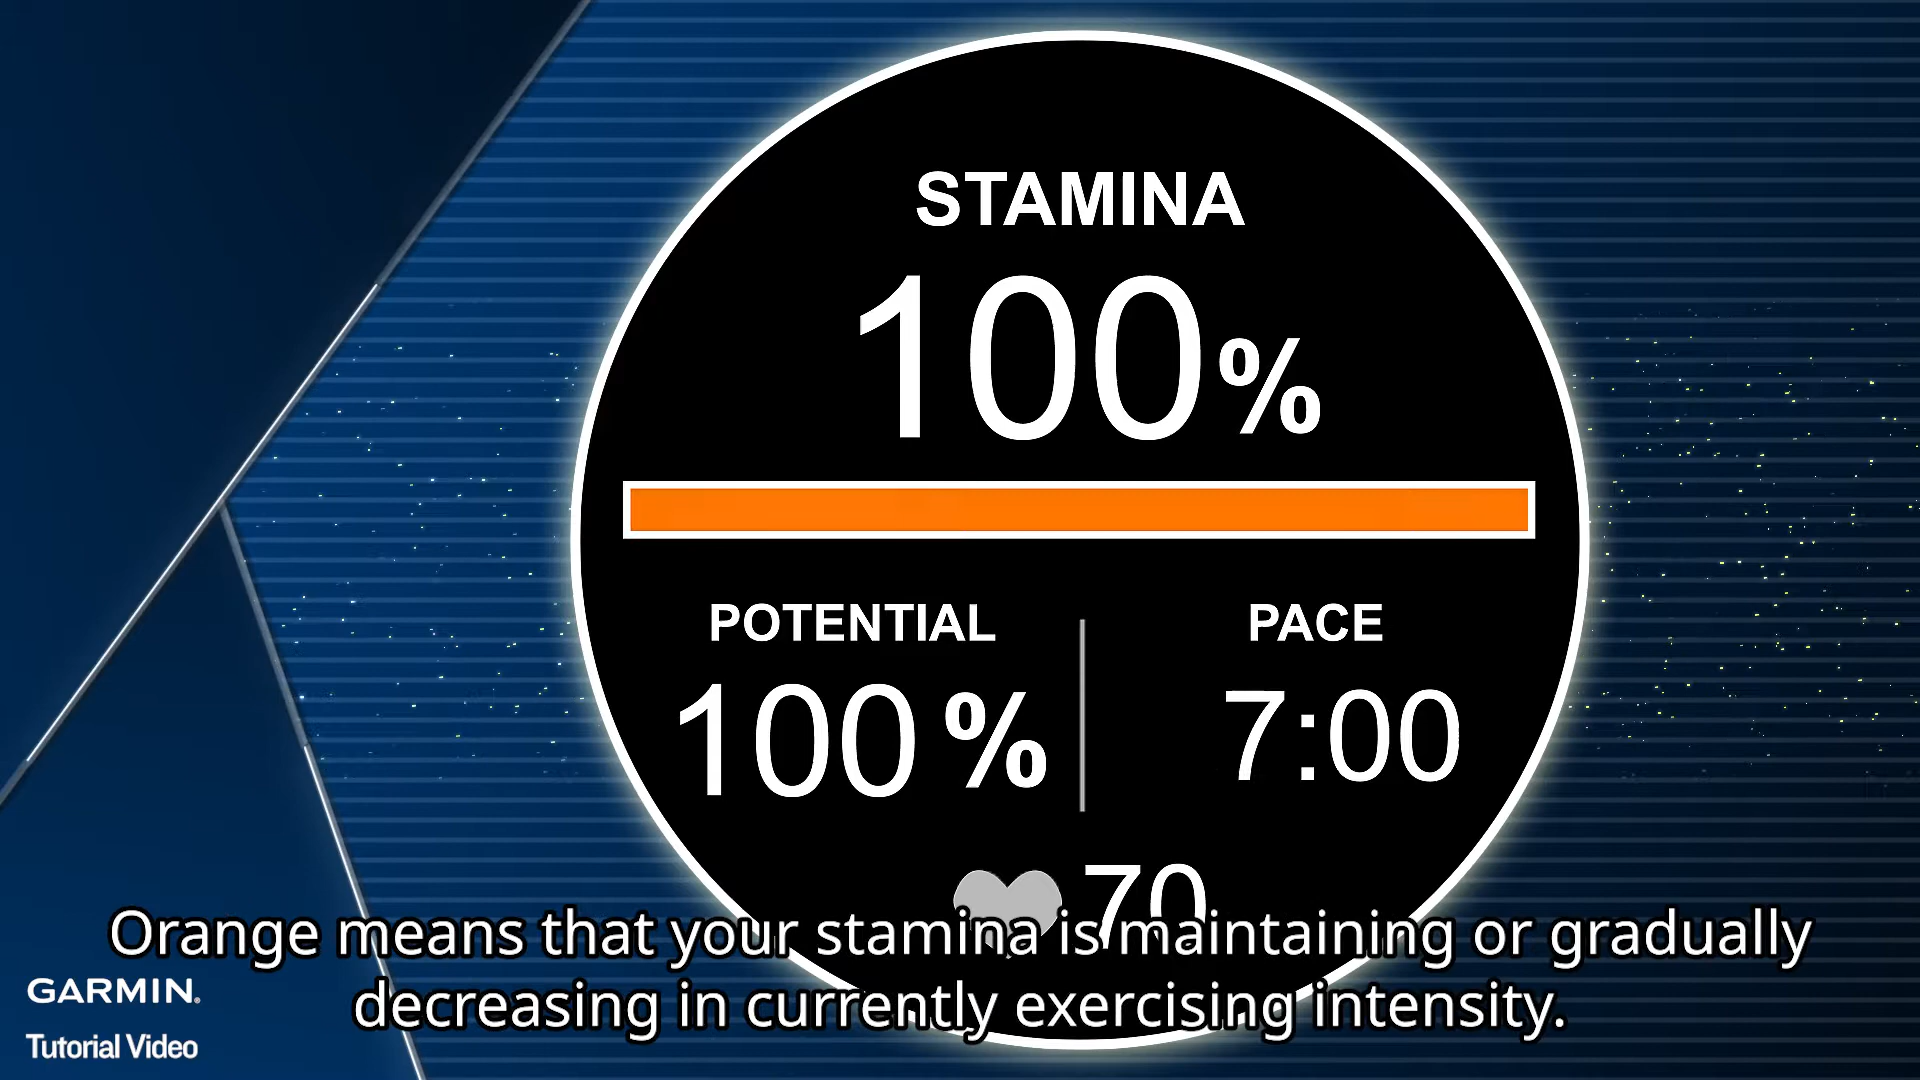 STAMINA
100%
POTENTIAL
PACE
100 %
7:00
70
Orange means that your stamina is maintaining or gradually
decreasing in currently exercising intensity.
GARMIN.
Tutorial Video